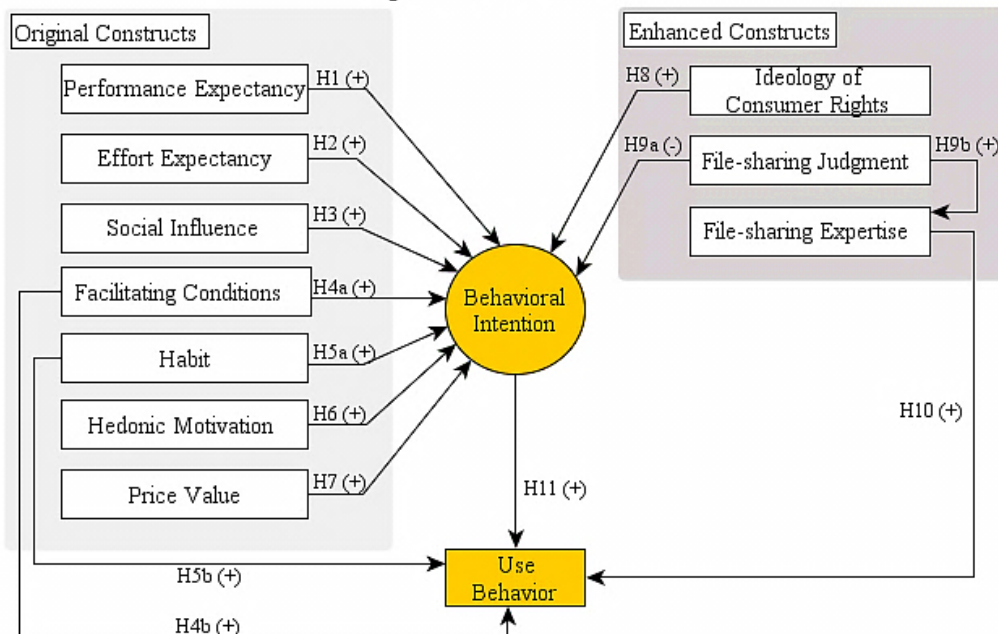 Original Constructs
Performance Expectancy
H1 (+)
Effort Expectancy
H2 (+)
Social Influence
H3 (+)
Facilitating Conditions
H4a (+)
Habit
H5a (+)
Hedonic Motivation
H6 (+)
Price Value
H7 (+)
Behavioral
Intention
Enhanced Constructs
H8 (+)
Ideology of
Consumer Rights
H9a (-)
File-sharing Judgment
H9b (+)
File-sharing Expertise
H10 (+)
H11 (+)
Use
Behavior
H5b (+)
H4b (+)